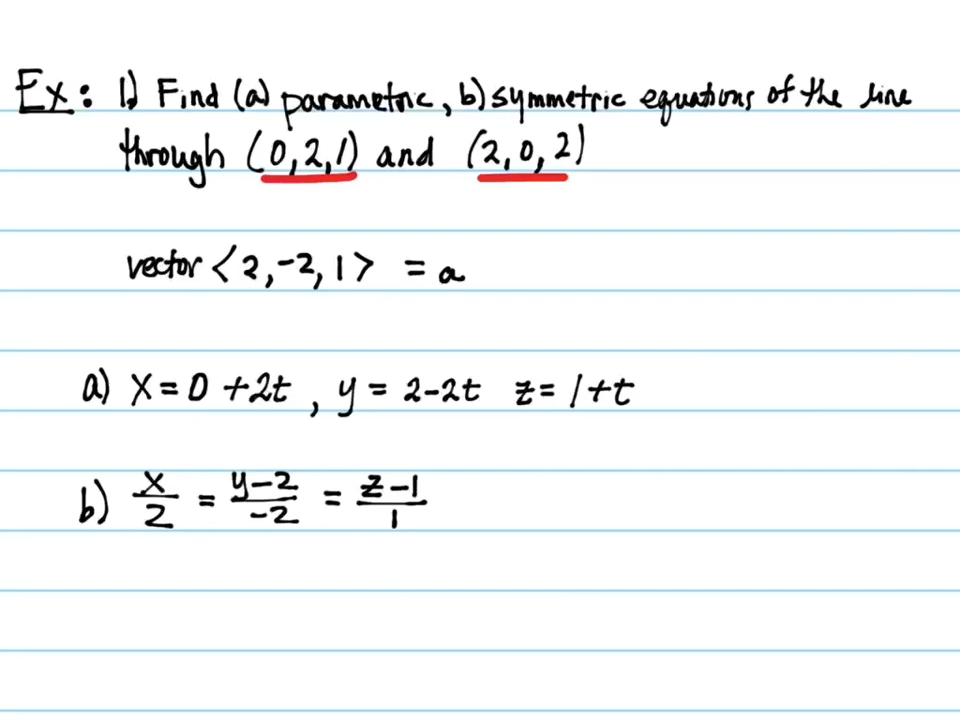 Ex: 1) Find (a) parametric, b) symmetric equations of the line
through (0,2,1) and (2,0,2)
vector <2,-2,1> = a
a) x = 0 + 2t , y = 2-2t z = 1+t
b) x/2 = y-2/-2 = z-1/1